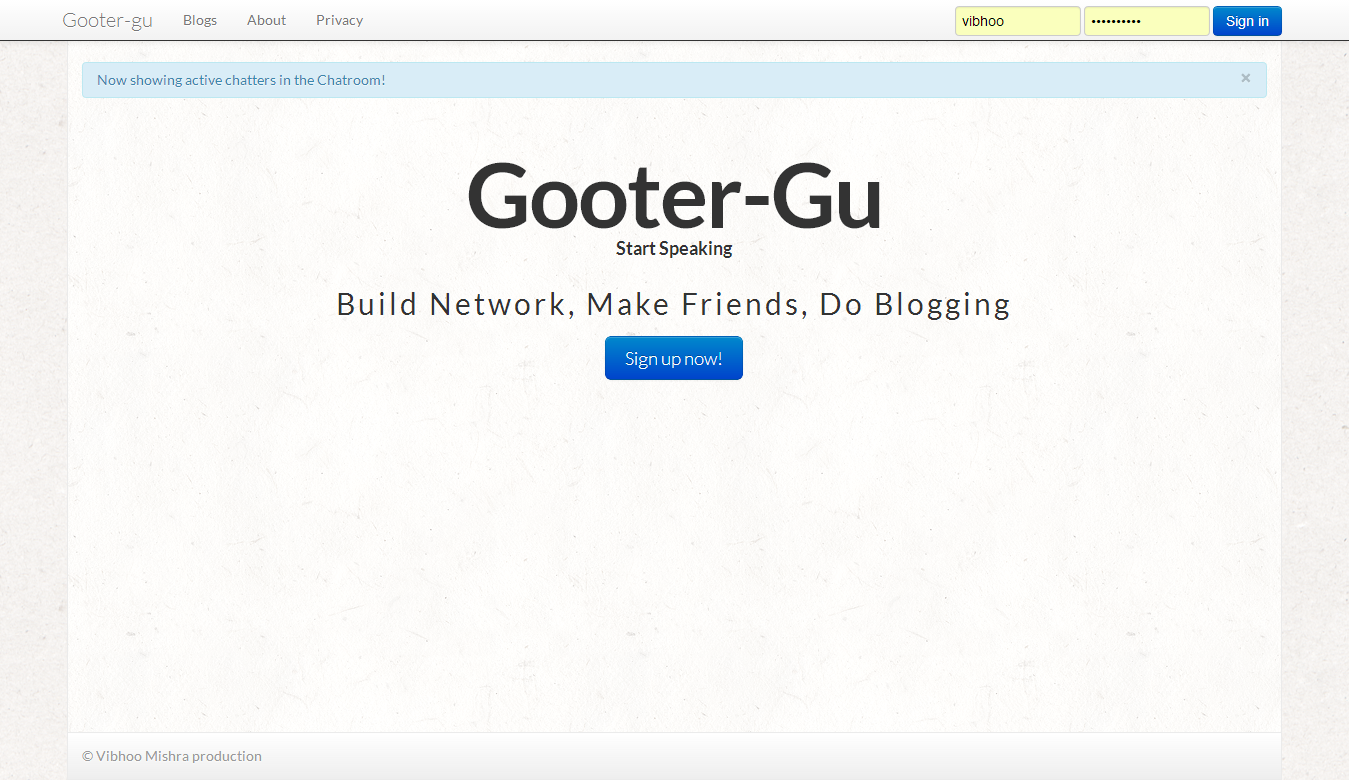 Gooter-gu Blogs About Privacy vibhoo •••••••••• Sign in
Now showing active chatters in the Chatroom! ×
Gooter-Gu
Start Speaking
Build Network, Make Friends, Do Blogging
Sign up now!
© Vibhoo Mishra production